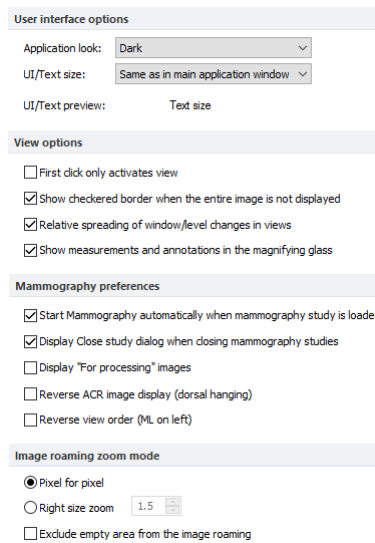 User interface options
Application look: Dark
UI/Text size: Same as in main application window
UI/Text preview: Text size
View options
First click only activates view
Show checkered border when the entire image is not displayed
Relative spreading of window/level changes in views
Show measurements and annotations in the magnifying glass
Mammography preferences
Start Mammography automatically when mammography study is loade
Display Close study dialog when closing mammography studies
Display "For processing" images
Reverse ACR image display (dorsal hanging)
Reverse view order (ML on left)
Image roaming zoom mode
Pixel for pixel
Right size zoom 1.5
Exclude empty area from the image roaming